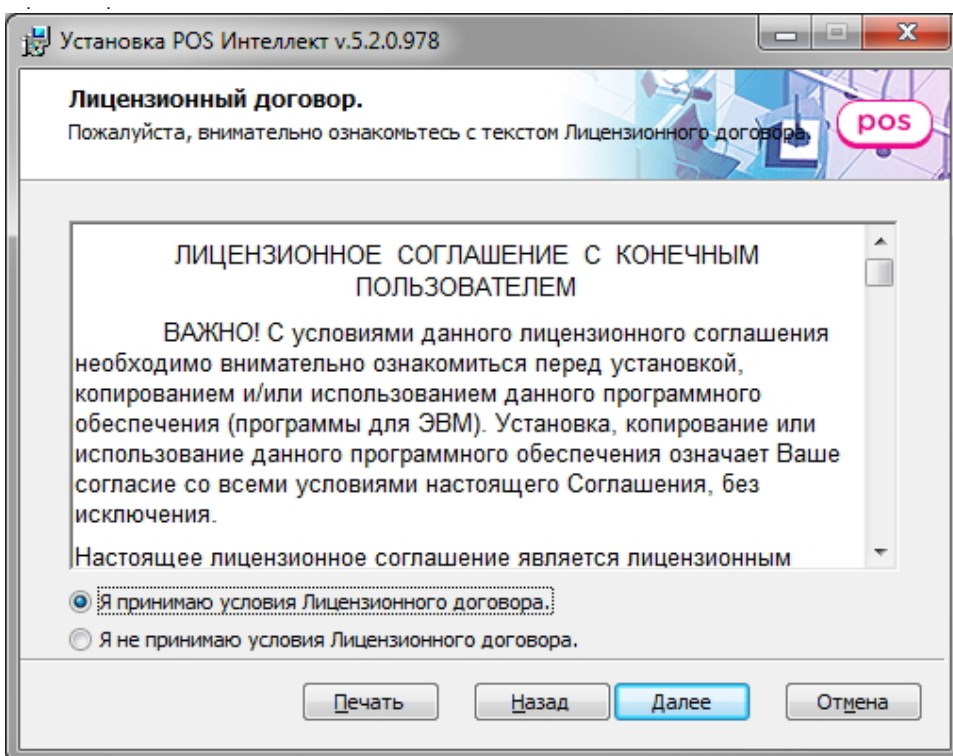 Установка POS Интеллект v.5.2.0.978
Лицензионный договор.
Пожалуйста, внимательно ознакомьтесь с текстом Лицензионного договора.
pos
ЛИЦЕНЗИОННОЕ СОГЛАШЕНИЕ С КОНЕЧНЫМ
ПОЛЬЗОВАТЕЛЕМ
ВАЖНО! С условиями данного лицензионного соглашения
необходимо внимательно ознакомиться перед установкой,
копированием и/или использованием данного программного
обеспечения (программы для ЭВМ). Установка, копирование или
использование данного программного обеспечения означает Ваше
согласие со всеми условиями настоящего Соглашения, без
исключения.
Настоящее лицензионное соглашение является лицензионным
Я принимаю условия Лицензионного договора.
Я не принимаю условия Лицензионного договора.
Печать Назад Далее Отмена